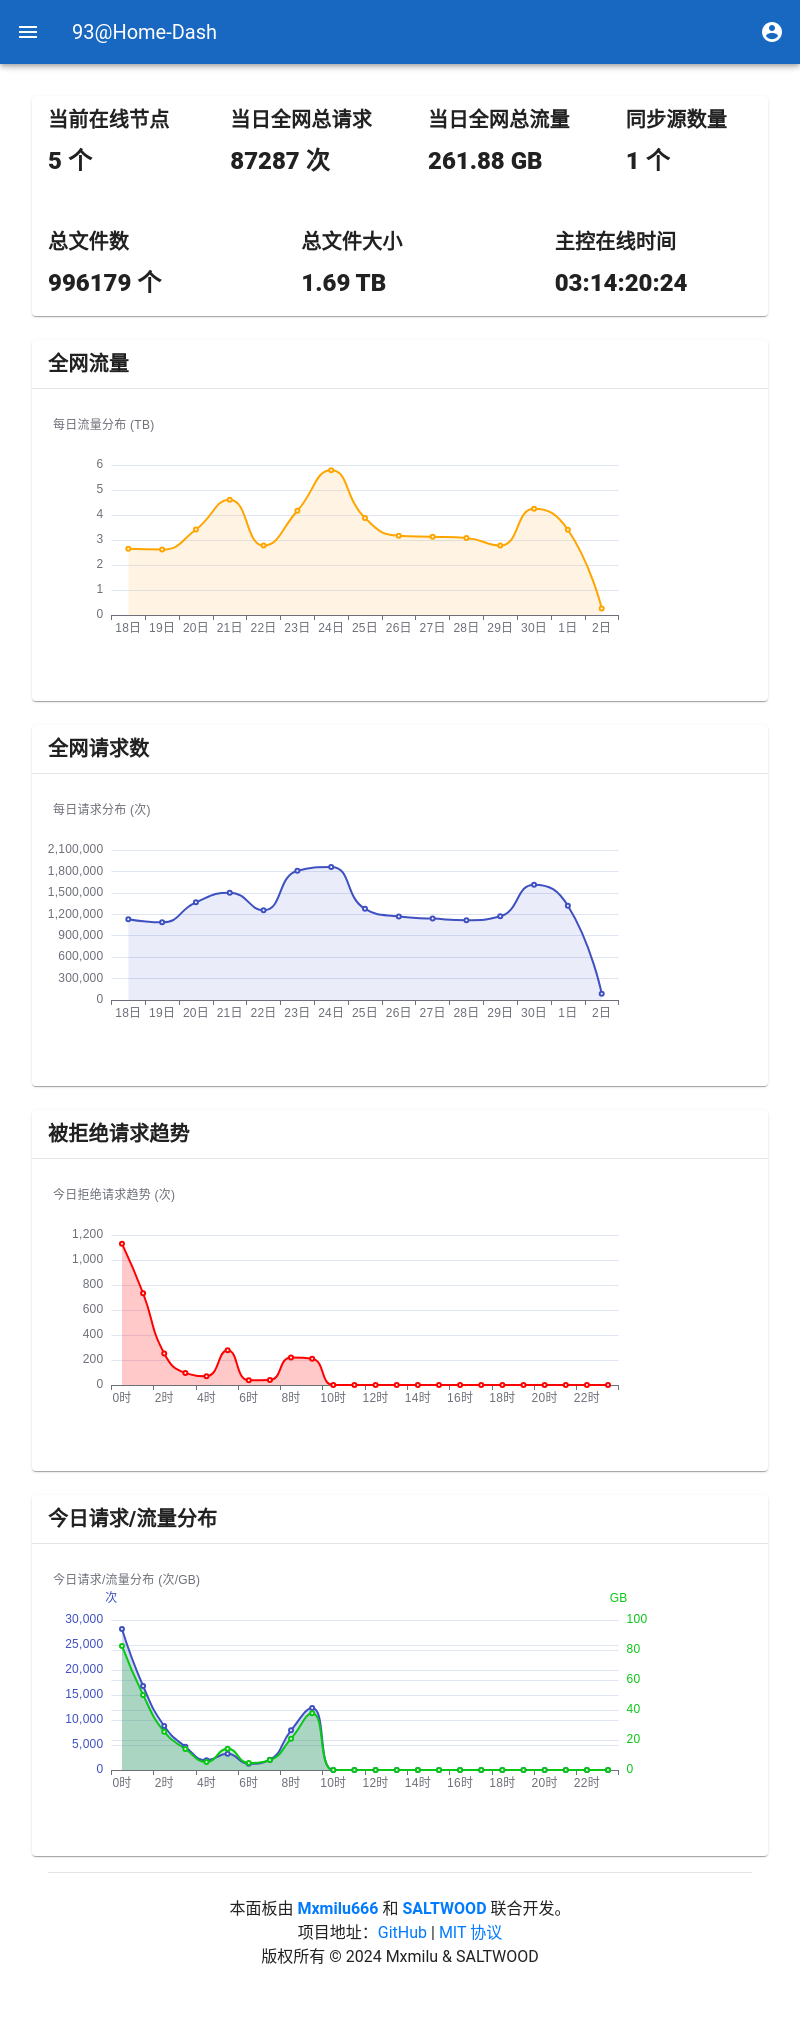 93@Home-Dash
当前在线节点 当日全网总请求 当日全网总流量 同步源数量
5 个 87287 次 261.88 GB 1 个
总文件数 总文件大小 主控在线时间
996179 个 1.69 TB 03:14:20:24
全网流量
每日流量分布 (TB)
6
5
4
3
2
1
0
18日 19日 20日 21日 22日 23日 24日 25日 26日 27日 28日 29日 30日 1日 2日
全网请求数
每日请求分布 (次)
2,100,000
1,800,000
1,500,000
1,200,000
900,000
600,000
300,000
0
18日 19日 20日 21日 22日 23日 24日 25日 26日 27日 28日 29日 30日 1日 2日
被拒绝请求趋势
今日拒绝请求趋势 (次)
1,200
1,000
800
600
400
200
0
0时 2时 4时 6时 8时 10时 12时 14时 16时 18时 20时 22时
今日请求/流量分布
今日请求/流量分布 (次/GB)
次 GB
30,000 100
25,000 80
20,000 60
15,000
10,000 40
5,000 20
0 0
0时 2时 4时 6时 8时 10时 12时 14时 16时 18时 20时 22时
本面板由 Mxmilu666 和 SALTWOOD 联合开发。
项目地址：GitHub | MIT 协议
版权所有 © 2024 Mxmilu & SALTWOOD